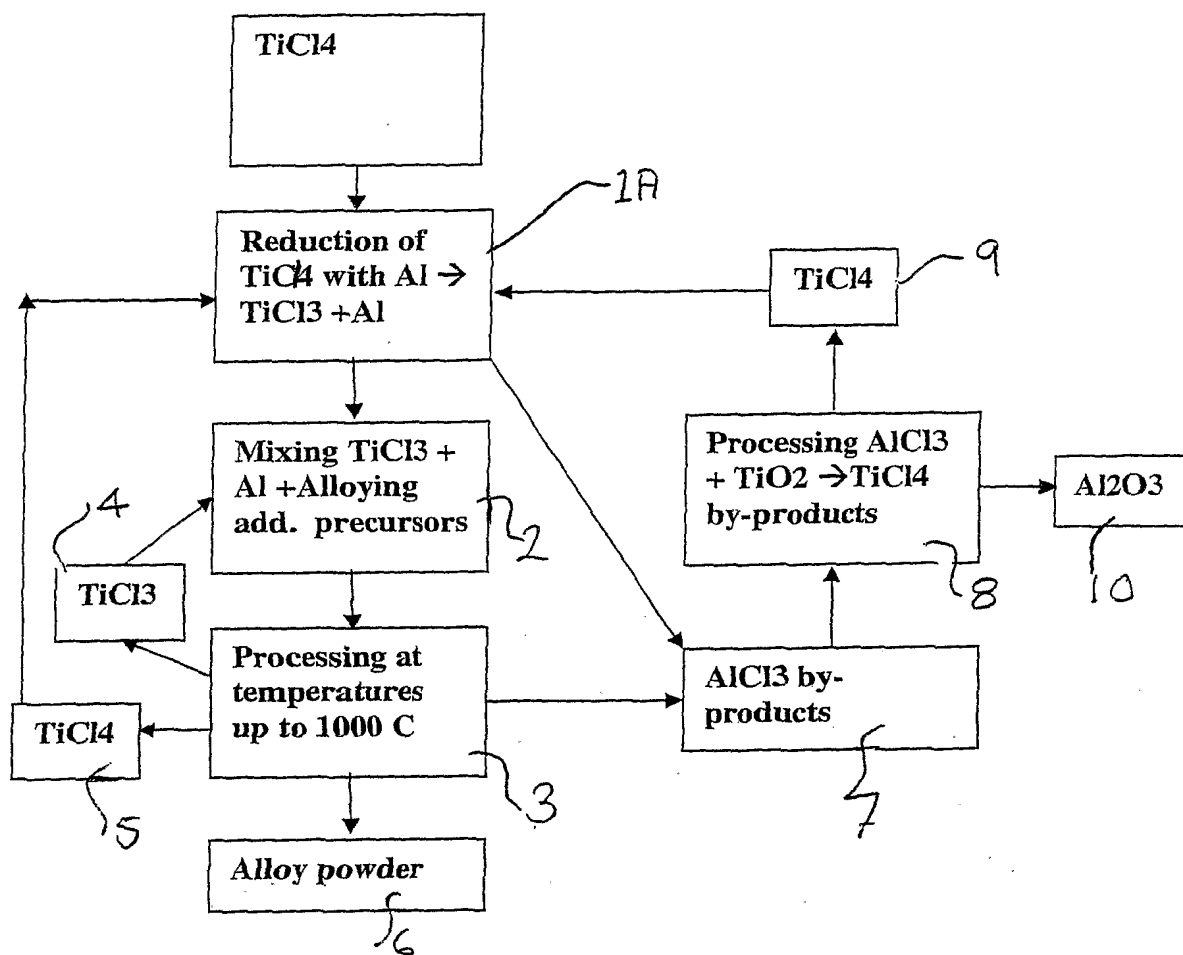 TiCl4
1A
Reduction of
TiCl4 with Al →
TiCl3 +Al
TiCl4
9
Mixing TiCl3 +
Al +Alloying
add. precursors
2
4
TiCl3
Processing AlCl3
+ TiO2 →TiCl4
by-products
8
Al2O3
10
Processing at
temperatures
up to 1000 C
3
TiCl4
5
AlCl3 by-
products
7
Alloy powder
6